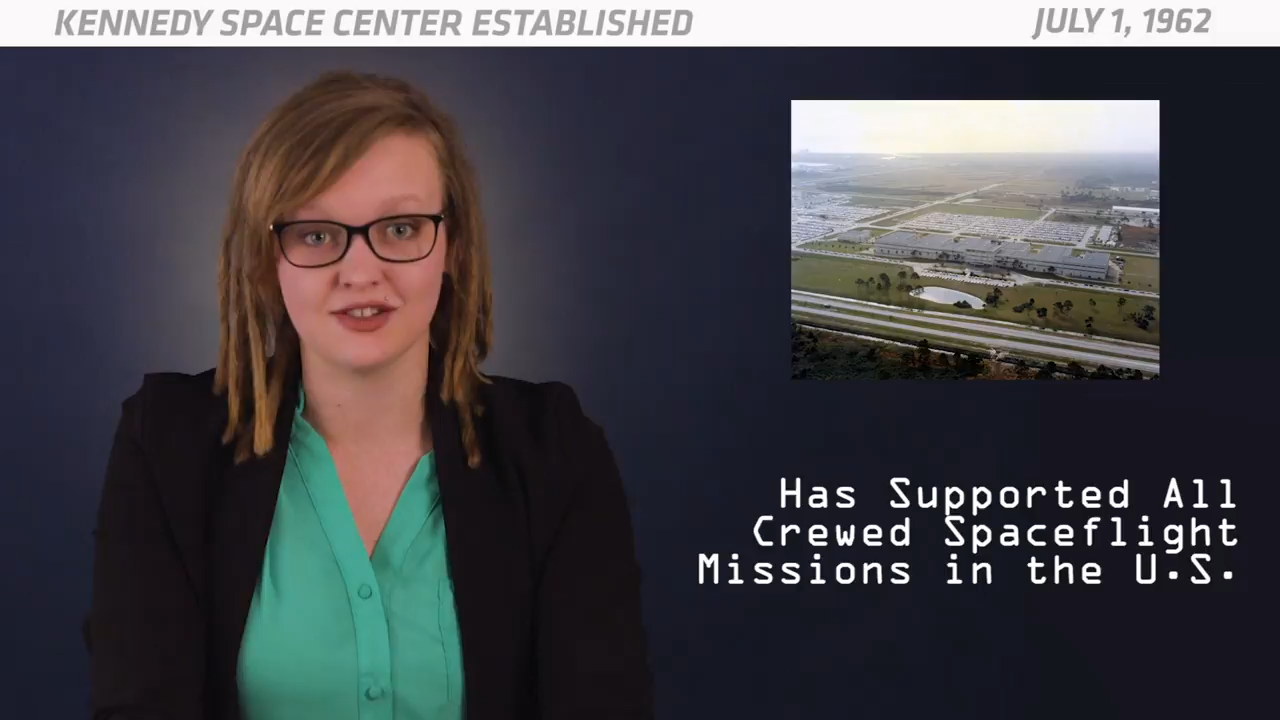 KENNEDY SPACE CENTER ESTABLISHED
JULY 1, 1962
Has Supported All
Crewed Spaceflight
Missions in the U.S.